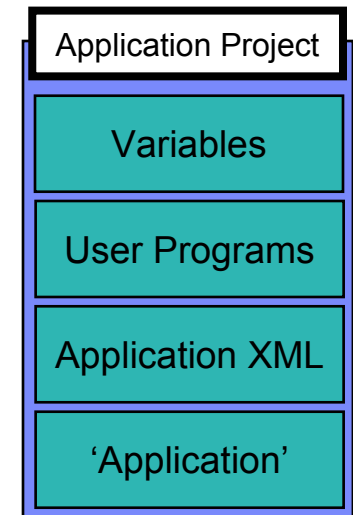 Application Project
Variables
User Programs
Application XML
‘Application’